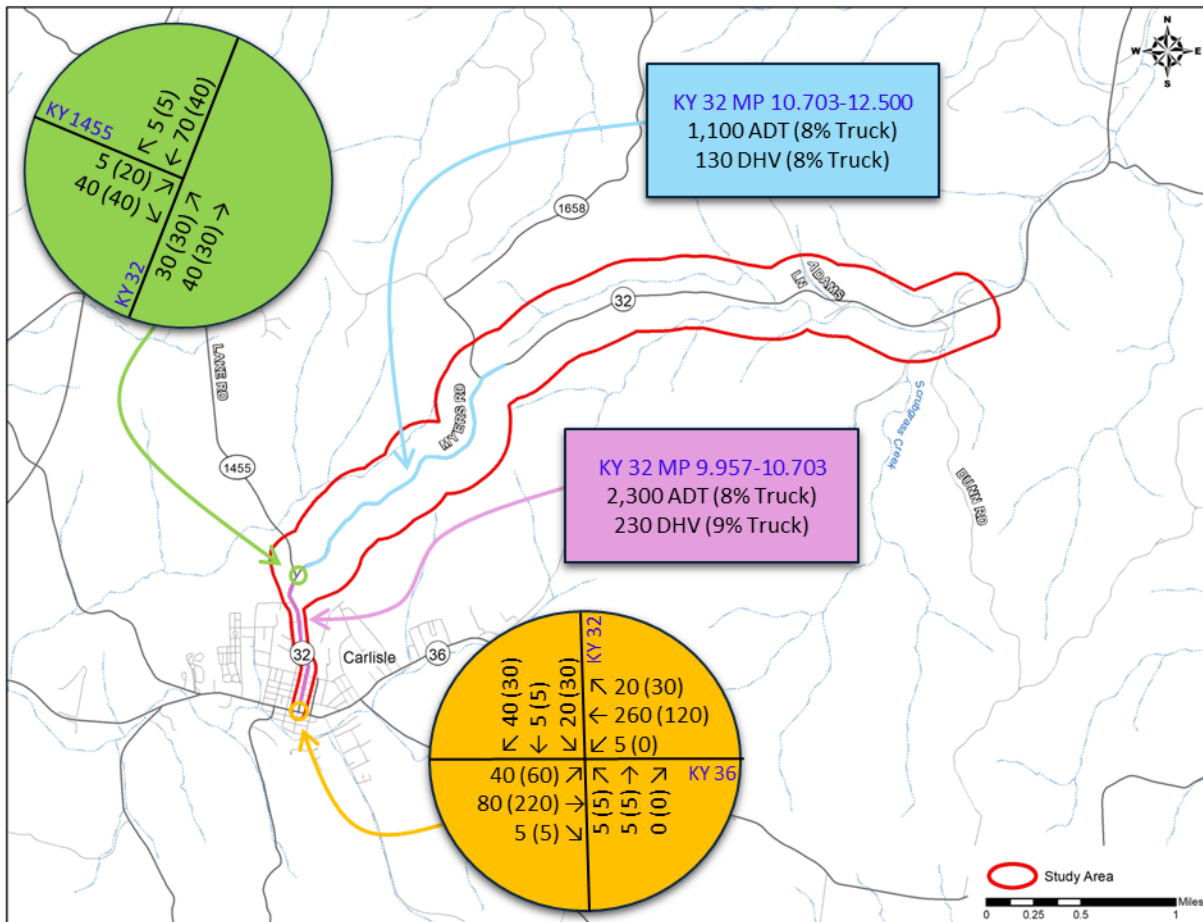 N
W E
S
KY 1455
5 (5)
70 (40)
5 (20)
40 (40)
KY 32
30 (30)
40 (30)
KY 32 MP 10.703-12.500
1,100 ADT (8% Truck)
130 DHV (8% Truck)
1658
ADAMS
LN
32
LAKE RD
MYERS RD
1455
Scrubgrass Creek
DUNN RD
KY 32 MP 9.957-10.703
2,300 ADT (8% Truck)
230 DHV (9% Truck)
32
Carlisle
36
KY 32
40 (30)
5 (5)
20 (30)
20 (30)
260 (120)
5 (0)
KY 36
40 (60)
80 (220)
5 (5)
5 (5)
5 (5)
0 (0)
Study Area
Miles
0 0.25 0.5 1